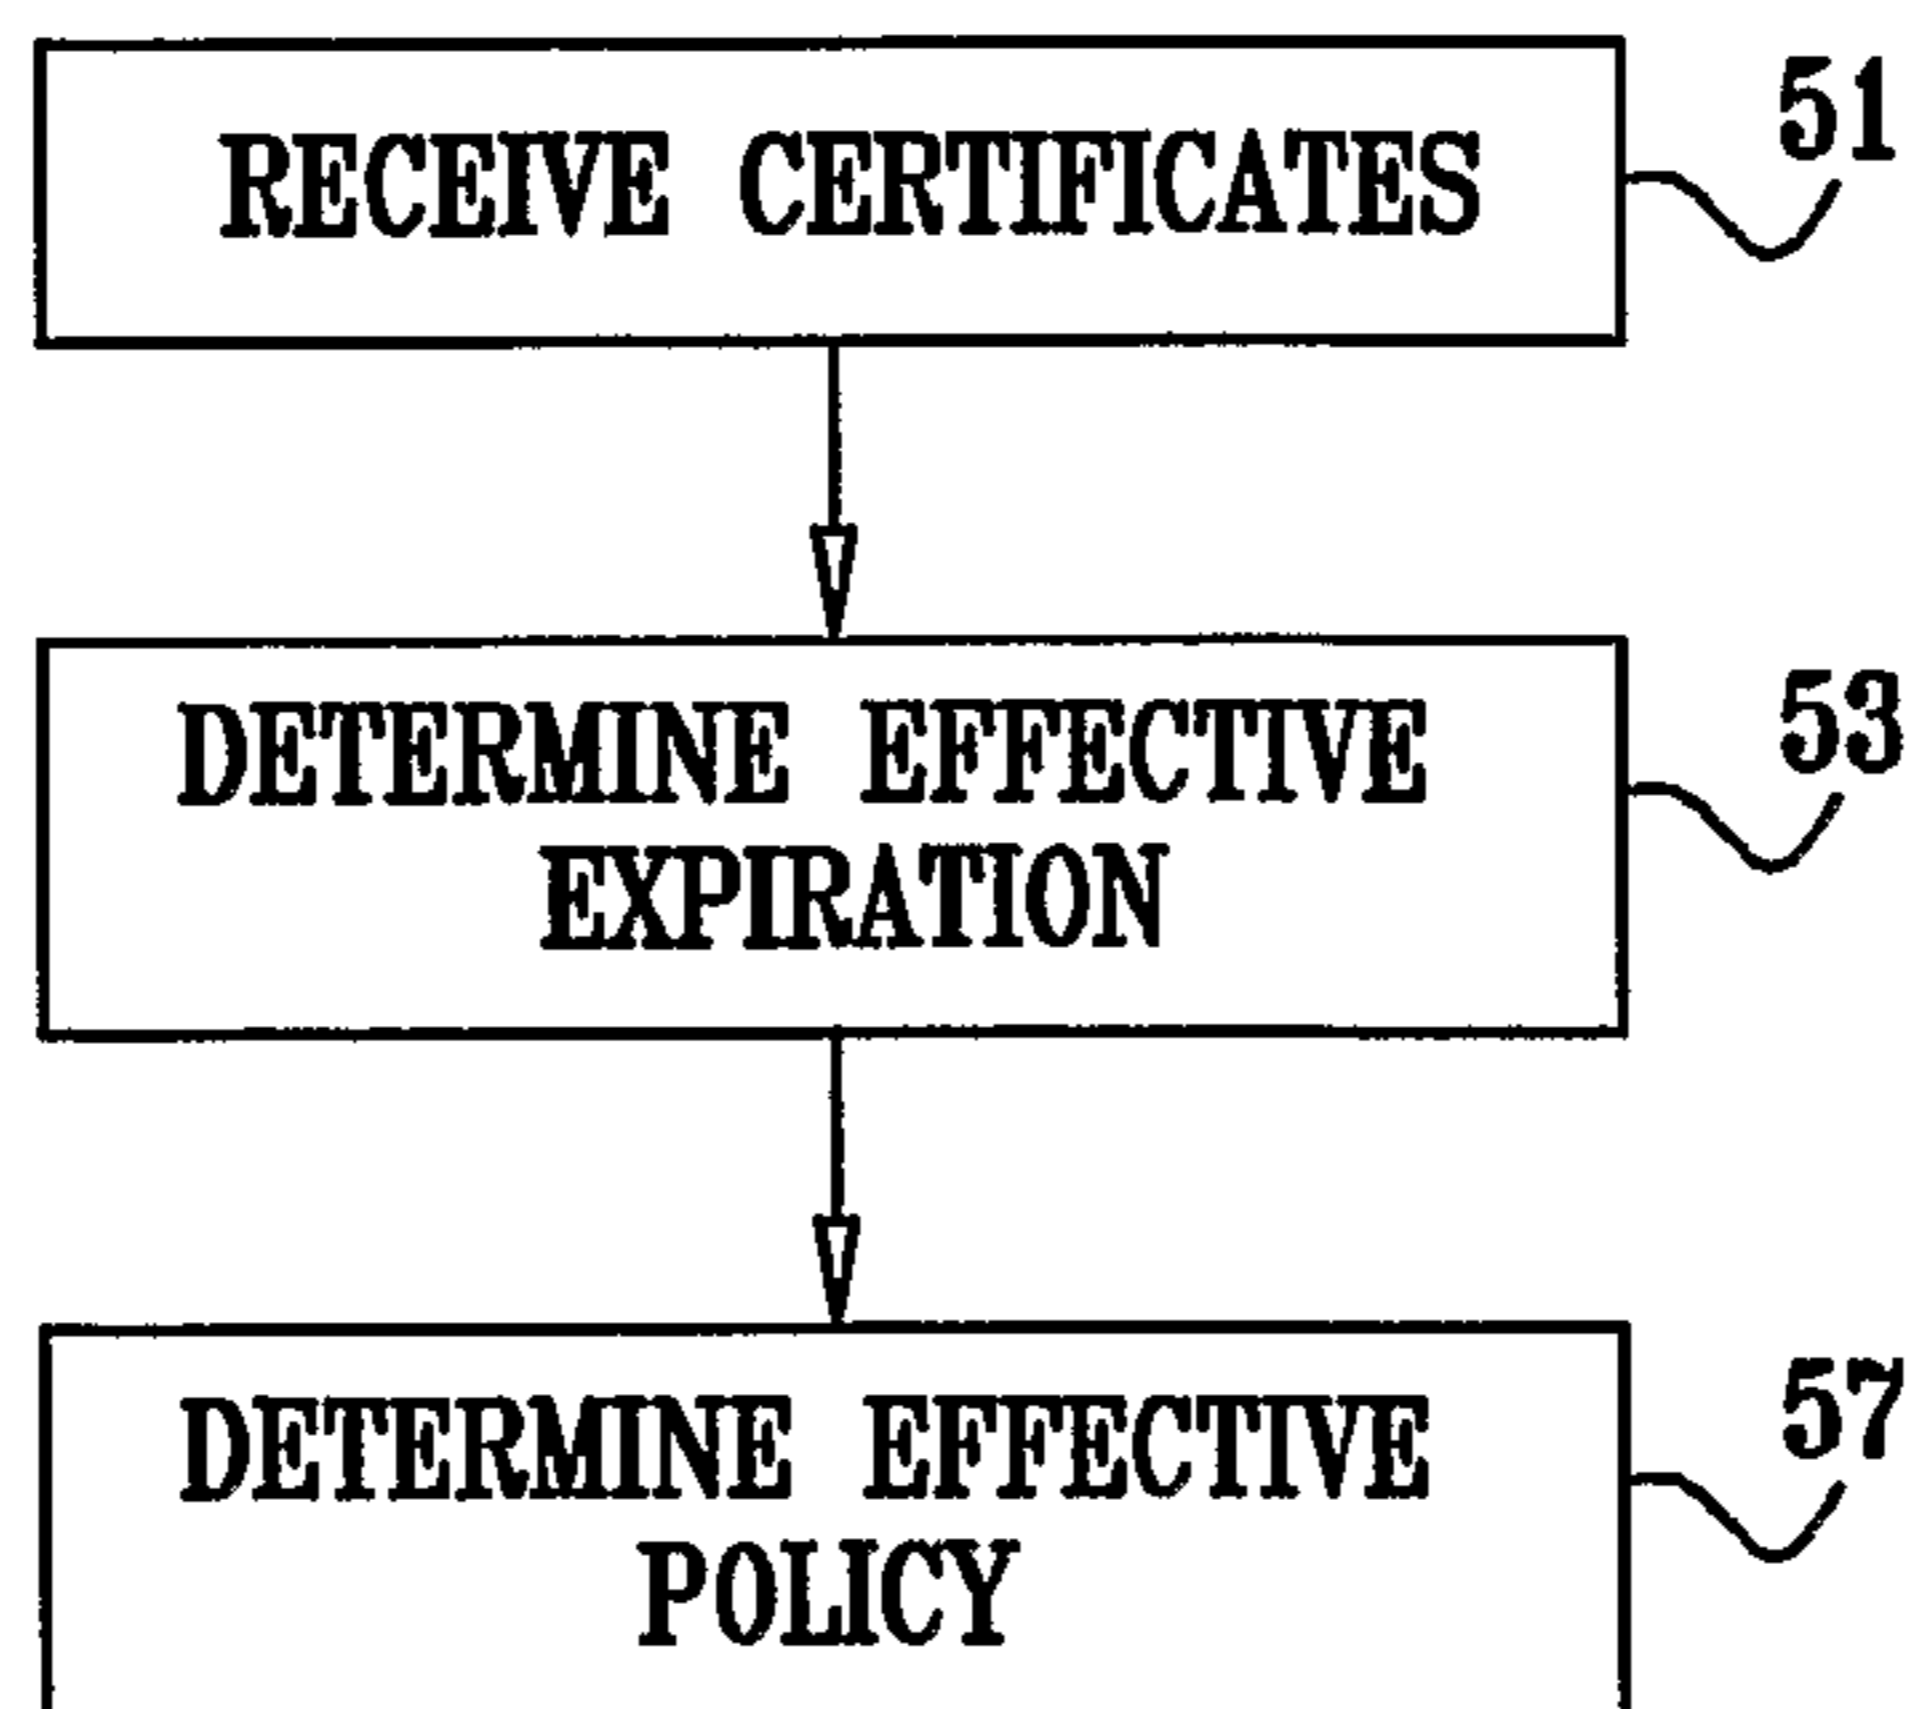 RECEIVE CERTIFICATES
51
DETERMINE EFFECTIVE
EXPIRATION
53
DETERMINE EFFECTIVE
POLICY
57